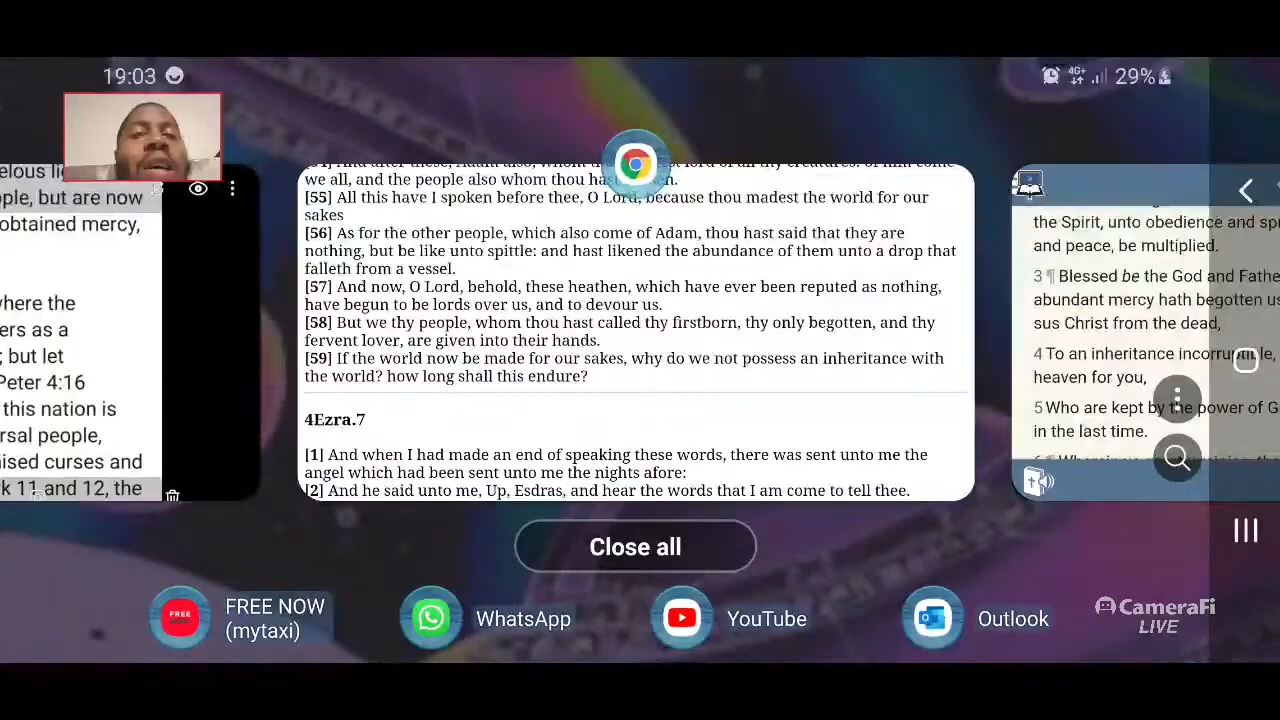 19:03
4G+
29%
elous li
ple, but are now
obtained mercy,
where the
ers as a
; but let
Peter 4:16
this nation is
rsal people,
ised curses and
k 11 and 12, the
we all, and the people also whom thou hast
[55] All this have I spoken before thee, O Lord, because thou madest the world for our
sakes
[56] As for the other people, which also come of Adam, thou hast said that they are
nothing, but be like unto spittle: and hast likened the abundance of them unto a drop that
falleth from a vessel.
[57] And now, O Lord, behold, these heathen, which have ever been reputed as nothing,
have begun to be lords over us, and to devour us.
[58] But we thy people, whom thou hast called thy firstborn, thy only begotten, and thy
fervent lover, are given into their hands.
[59] If the world now be made for our sakes, why do we not possess an inheritance with
the world? how long shall this endure?
4Ezra.7
[1] And when I had made an end of speaking these words, there was sent unto me the
angel which had been sent unto me the nights afore:
[2] And he said unto me, Up, Esdras, and hear the words that I am come to tell thee.
the Spirit, unto obedience and sp
and peace, be multiplied.
3 ¶ Blessed be the God and Fathe
abundant mercy hath begotten us
sus Christ from the dead,
4 To an inheritance incorruptible,
heaven for you,
5 Who are kept by the power of G
in the last time.
Close all
FREE NOW
FREE NOW
(mytaxi)
WhatsApp
YouTube
Outlook
CameraFi
LIVE